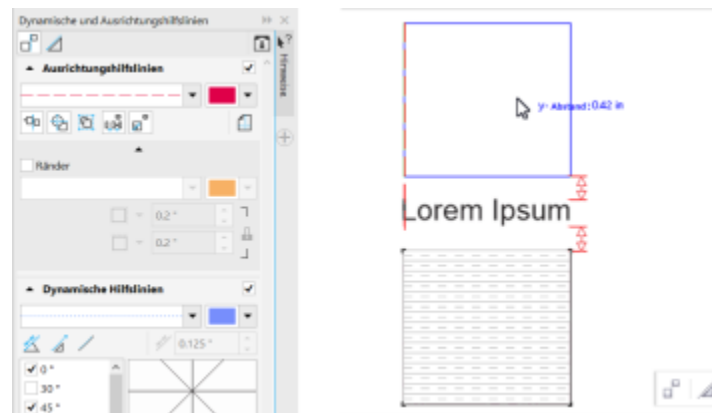 Dynamische und Ausrichtungshilfslinien
Hinweise
Ausrichtungshilfslinien
Ränder
0.2 "
0.2 "
Dynamische Hilfslinien
0.125 "
0 °
30 °
45 °
y- Abstand: 0.42 in
Lorem Ipsum